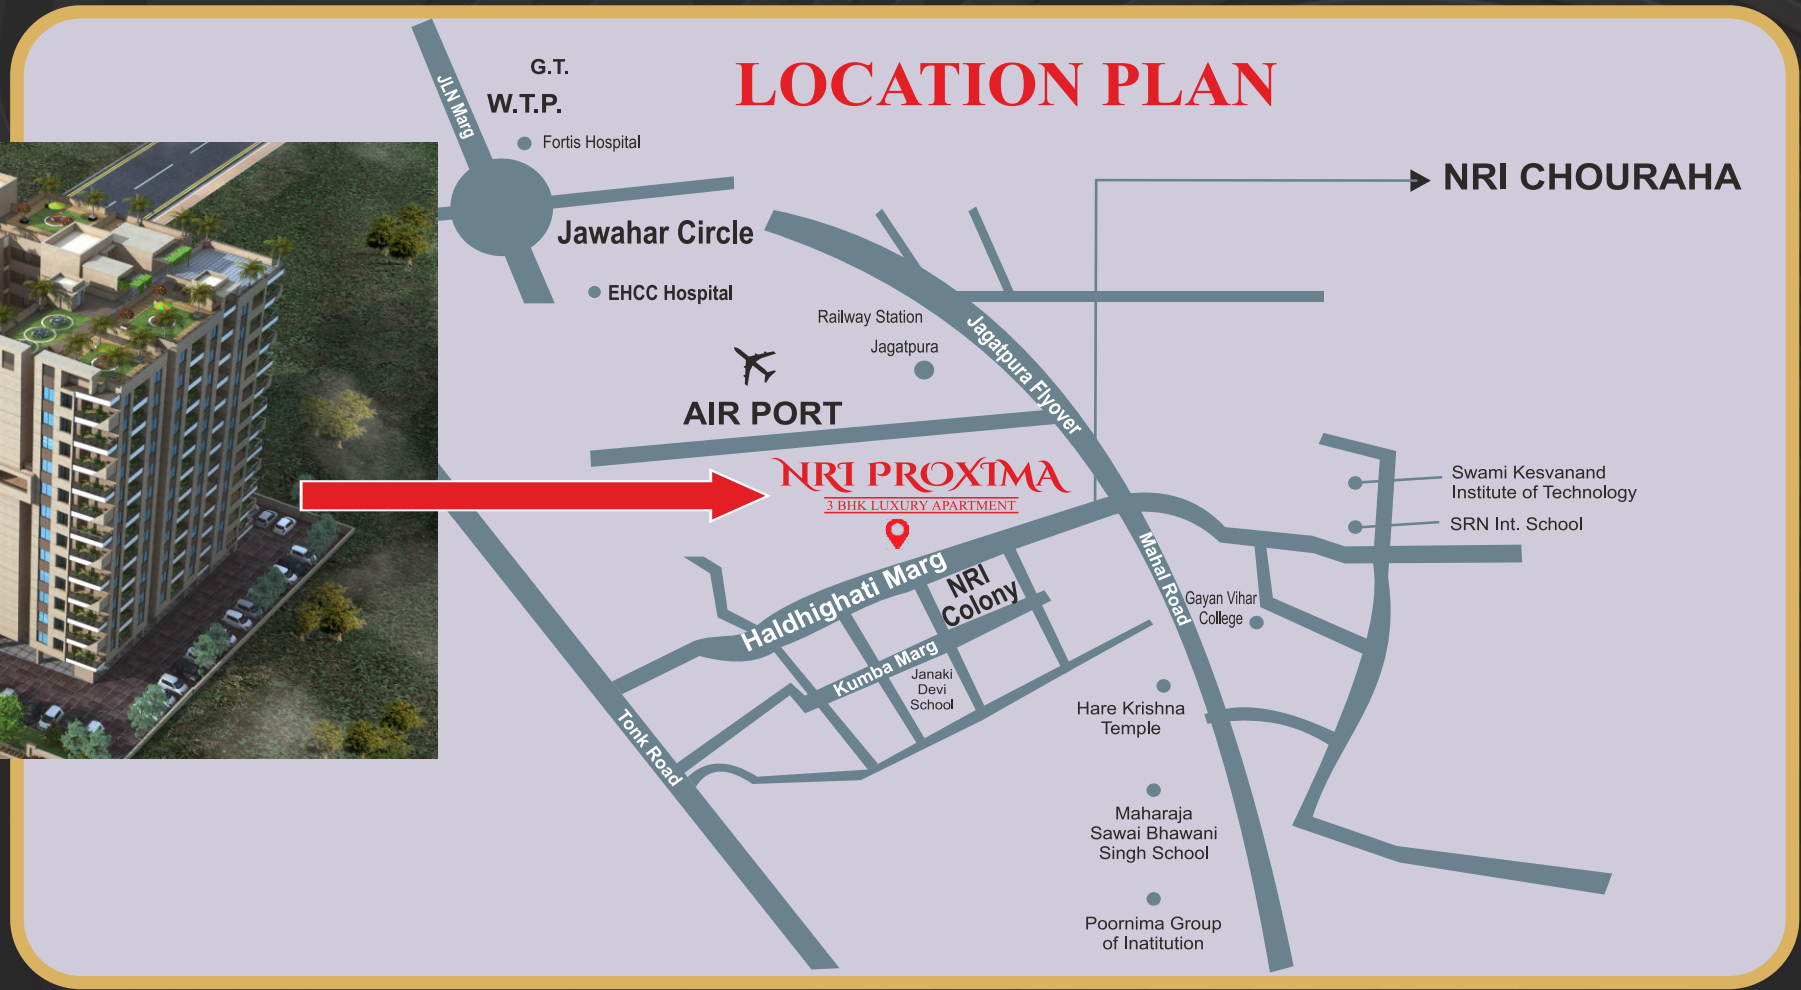 LOCATION PLAN
G.T.
W.T.P.
JLN Marg
Fortis Hospital
NRI CHOURAHA
Jawahar Circle
EHCC Hospital
Railway Station
Jagatpura
Jagatpura Flyover
AIR PORT
NRI PROXIMA
3 BHK LUXURY APARTMENT
Swami Kesvanand
Institute of Technology
SRN Int. School
Haldhighati Marg
NRI
Colony
Mahal Road
Gayan Vihar
College
Kumba Marg
Janaki
Devi
School
Tonk Road
Hare Krishna
Temple
Maharaja
Sawai Bhawani
Singh School
Poornima Group
of Inatitution